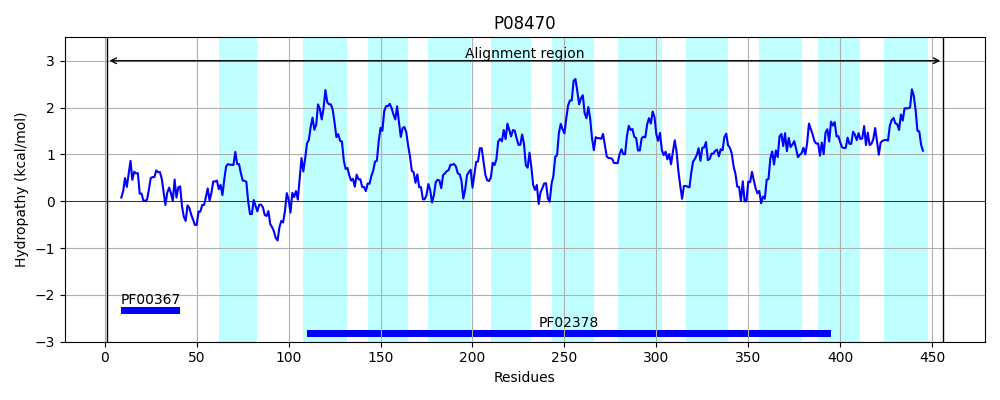 P08470
Hydropathy (kcal/mol)
3
2
1
0
−1
−2
−3
Alignment region
PF00367
PF02378
0 50 100 150 200 250 300 350 400 450
Residues